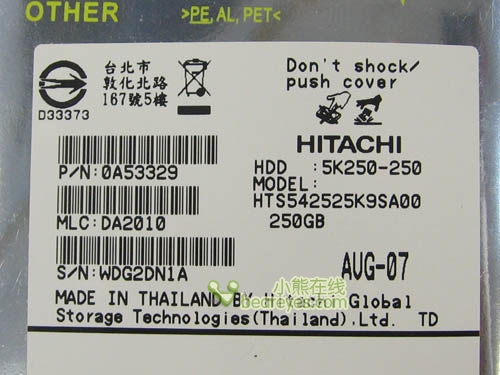 OTHER
>PE, AL, PET<
台北市
敦化北路
167號5樓
D33373
Don't shock/
push cover
HITACHI
P/N:0A53329
HDD :5K250-250
MODEL:
HTS542525K9SA00
250GB
MLC:DA2010
S/N:WDG2DN1A
AUG-07
小熊在线
beareyes.com
MADE IN THAILAND BY Hitachi Global
Storage Technologies(Thailand),Ltd. TD